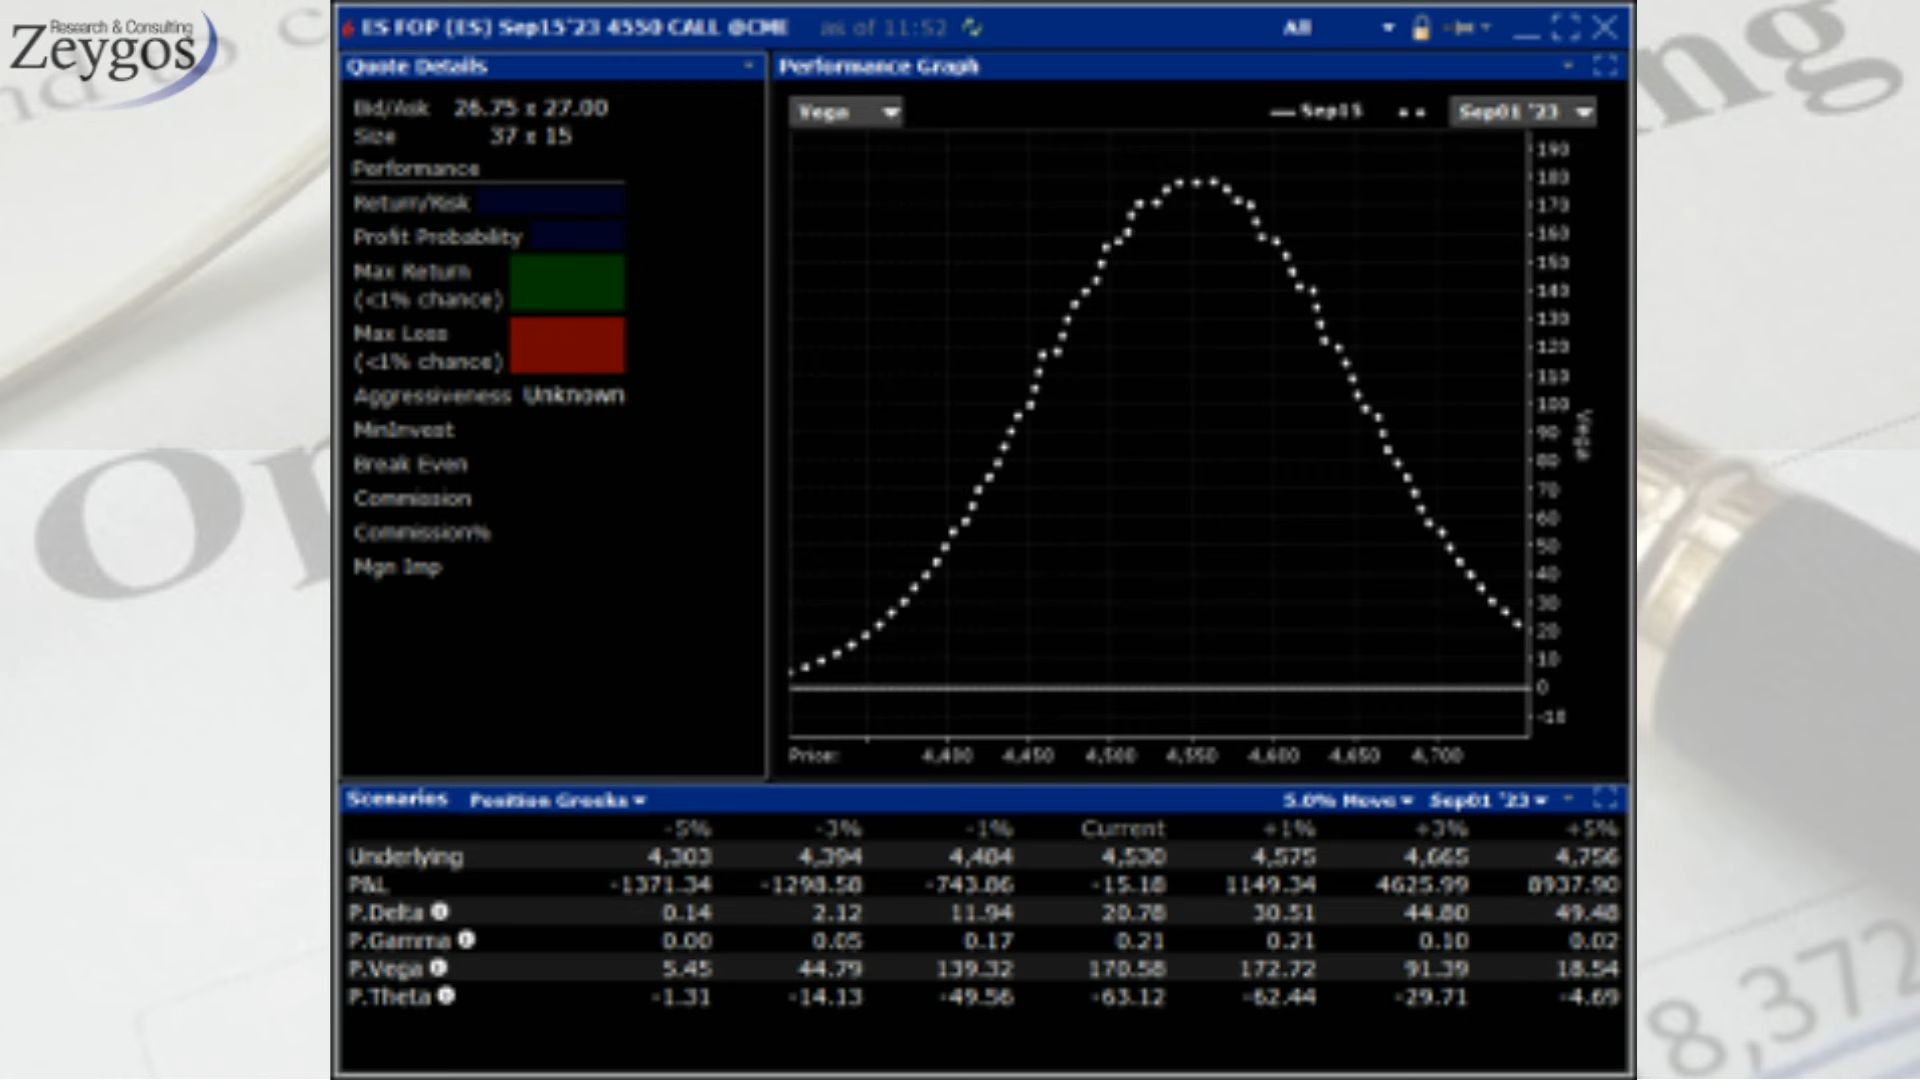 Research & Consulting
Zeygos
ES FOP (ES) Sep15'23 4550 CALL @CME as of 11:52 All
Quote Details
Bid/Ask 26.75 x 27.00
Size 37 x 15
Performance
Return/Risk
Profit Probability
Max Return
(<1% chance)
Max Loss
(<1% chance)
Aggressiveness Unknown
MinInvest
Break Even
Commission
Commission%
Mgn Imp
Performance Graph
Vega Sep15 Sep01 '23
190
180
170
160
150
140
130
120
110
100
90
80
70
60
50
40
30
20
10
0
-10
Vega
Price: 4,400 4,450 4,500 4,550 4,600 4,650 4,700
Scenarios Position Greeks 5.0% Move Sep01 '23
-5% -3% -1% Current +1% +3% +5%
Underlying 4,303 4,394 4,484 4,530 4,575 4,665 4,756
P&L -1371.34 -1298.58 -743.86 -15.18 1149.34 4625.99 8937.90
P.Delta 0.14 2.12 11.94 20.78 30.51 44.80 49.48
P.Gamma 0.00 0.05 0.17 0.21 0.21 0.10 0.02
P.Vega 5.45 44.79 139.32 170.58 172.72 91.39 18.54
P.Theta -1.31 -14.13 -49.56 -63.12 -62.44 -29.71 -4.69
8,372